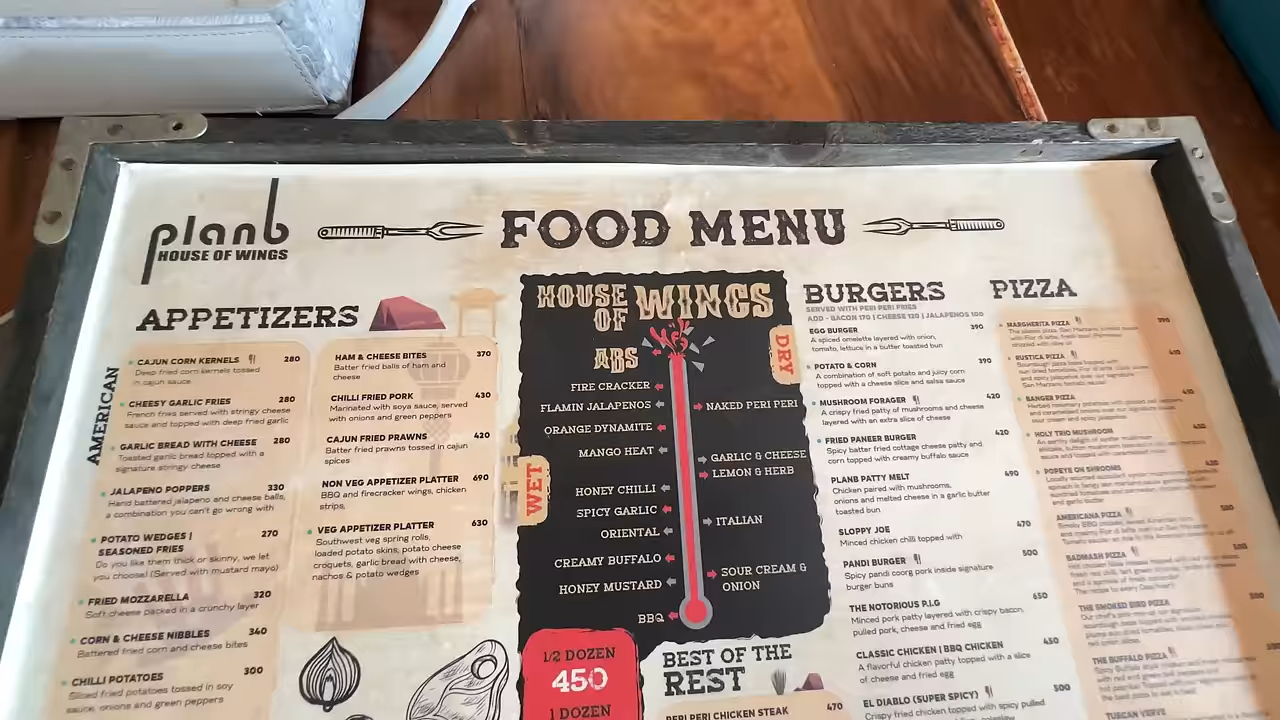 planb
HOUSE OF WINGS
FOOD MENU
APPETIZERS
AMERICAN
CAJUN CORN KERNELS 280
Deep fried corn kernels tossed
in cajun sauce
CHEESY GARLIC FRIES 280
French fries served with stringy cheese
sauce and topped with deep fried garlic
GARLIC BREAD WITH CHEESE 280
Toasted garlic bread topped with a
signature stringy cheese
JALAPENO POPPERS 330
Hand battered jalapeno and cheese balls,
a combination you can't go wrong with
POTATO WEDGES | 270
SEASONED FRIES
Do you like them thick or skinny, we let
you choose! (Served with mustard mayo)
FRIED MOZZARELLA 320
Soft cheese packed in a crunchy layer
CORN & CHEESE NIBBLES 340
Battered fried corn and cheese bites
CHILLI POTATOES 300
Sliced fried potatoes tossed in soy
sauce, onions and green peppers
HAM & CHEESE BITES 370
Batter fried balls of ham and
cheese
CHILLI FRIED PORK 430
Marinated with soya sauce, served
with onions and green peppers
CAJUN FRIED PRAWNS 420
Batter fried prawns tossed in cajun
spices
NON VEG APPETIZER PLATTER 690
BBQ and firecracker wings, chicken
strips,
VEG APPETIZER PLATTER 630
Southwest veg spring rolls,
loaded potato skins, potato cheese
croquets, garlic bread with cheese,
nachos & potato wedges
HOUSE OF WINGS
ABS
WET
DRY
FIRE CRACKER
FLAMIN JALAPENOS
ORANGE DYNAMITE
MANGO HEAT
HONEY CHILLI
SPICY GARLIC
ORIENTAL
CREAMY BUFFALO
HONEY MUSTARD
BBQ
NAKED PERI PERI
GARLIC & CHEESE
LEMON & HERB
ITALIAN
SOUR CREAM &
ONION
1/2 DOZEN
450
1 DOZEN
BEST OF THE
REST
PERI PERI CHICKEN STEAK 470
BURGERS
SERVED WITH PERI PERI FRIES
ADD - BACON 170 | CHEESE 120 | JALAPENOS 100
EGG BURGER 390
A spiced omelette layered with onion,
tomato, lettuce in a butter toasted bun
POTATO & CORN 390
A combination of soft potato and juicy corn
topped with a cheese slice and salsa sauce
MUSHROOM FORAGER 420
A crispy fried patty of mushrooms and cheese
layered with an extra slice of cheese
FRIED PANEER BURGER 420
Spicy batter fried cottage cheese patty and
corn topped with creamy buffalo sauce
PLANB PATTY MELT 490
Chicken paired with mushrooms,
onions and melted cheese in a garlic butter
toasted bun
SLOPPY JOE 470
Minced chicken chilli topped with
PANDI BURGER 500
Spicy pandi coorg pork inside signature
burger buns
THE NOTORIOUS P.I.G 650
Minced pork patty layered with crispy bacon,
pulled pork, cheese and fried egg
CLASSIC CHICKEN | BBQ CHICKEN 450
A flavorful chicken patty topped with a slice
of cheese and fried egg
EL DIABLO (SUPER SPICY) 500
Crispy fried chicken topped with spicy pulled
PIZZA
MARGHERITA PIZZA 390
RUSTICA PIZZA 410
BANGER PIZZA 410
HOLY TRIO MUSHROOM
POPEYE ON SHROOMS 420
AMERICANA PIZZA 500
BADMASH PIZZA
THE SMOKED BIRD PIZZA
THE BUFFALO PIZZA
TUSCAN VERVE